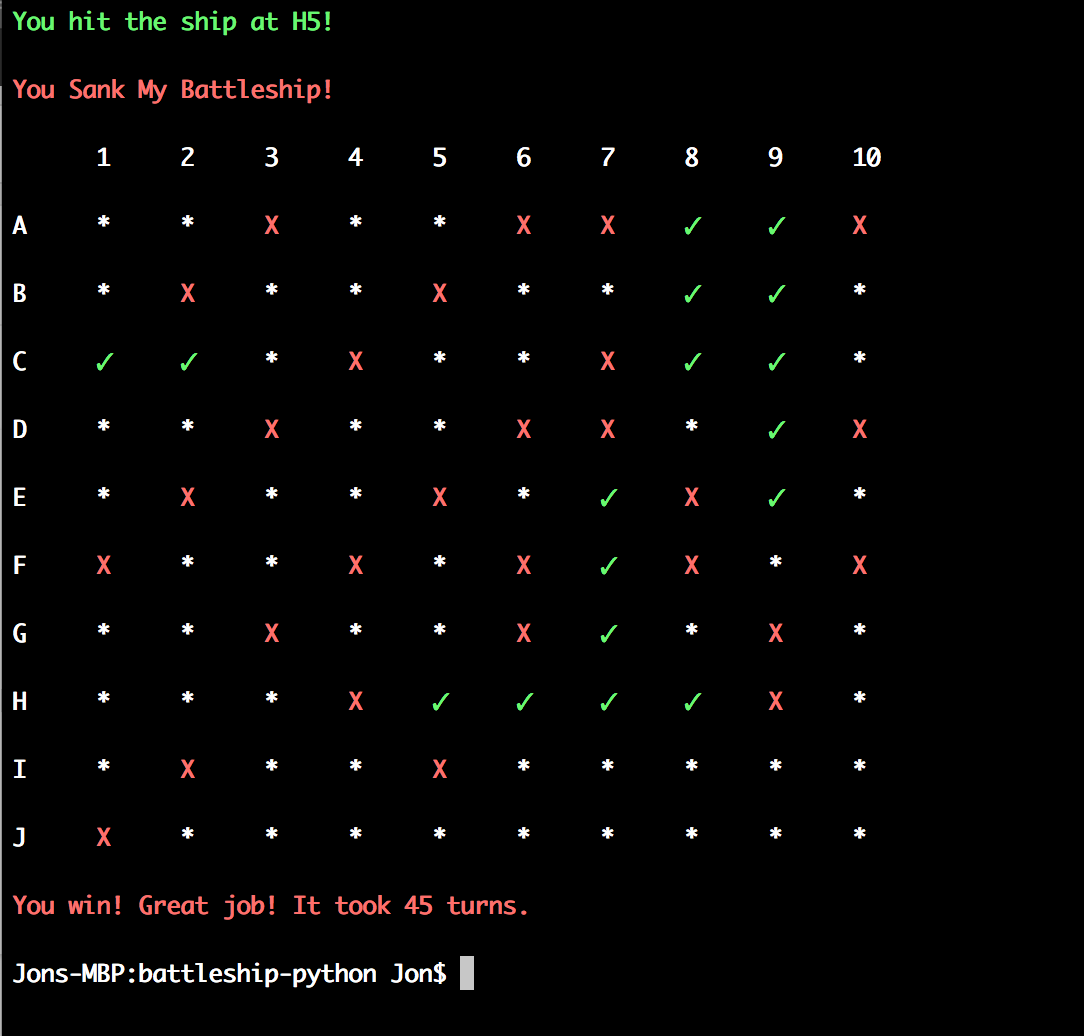 You hit the ship at H5!
You Sank My Battleship!
1 2 3 4 5 6 7 8 9 10
A * * X * * X X ✓ ✓ X
B * X * * X * * ✓ ✓ *
C ✓ ✓ * X * * X ✓ ✓ *
D * * X * * X X * ✓ X
E * X * * X * ✓ X ✓ *
F X * * X * X ✓ X * X
G * * X * * X ✓ * X *
H * * * X ✓ ✓ ✓ ✓ X *
I * X * * X * * * * *
J X * * * * * * * * *
You win! Great job! It took 45 turns.
Jons-MBP:battleship-python Jon$